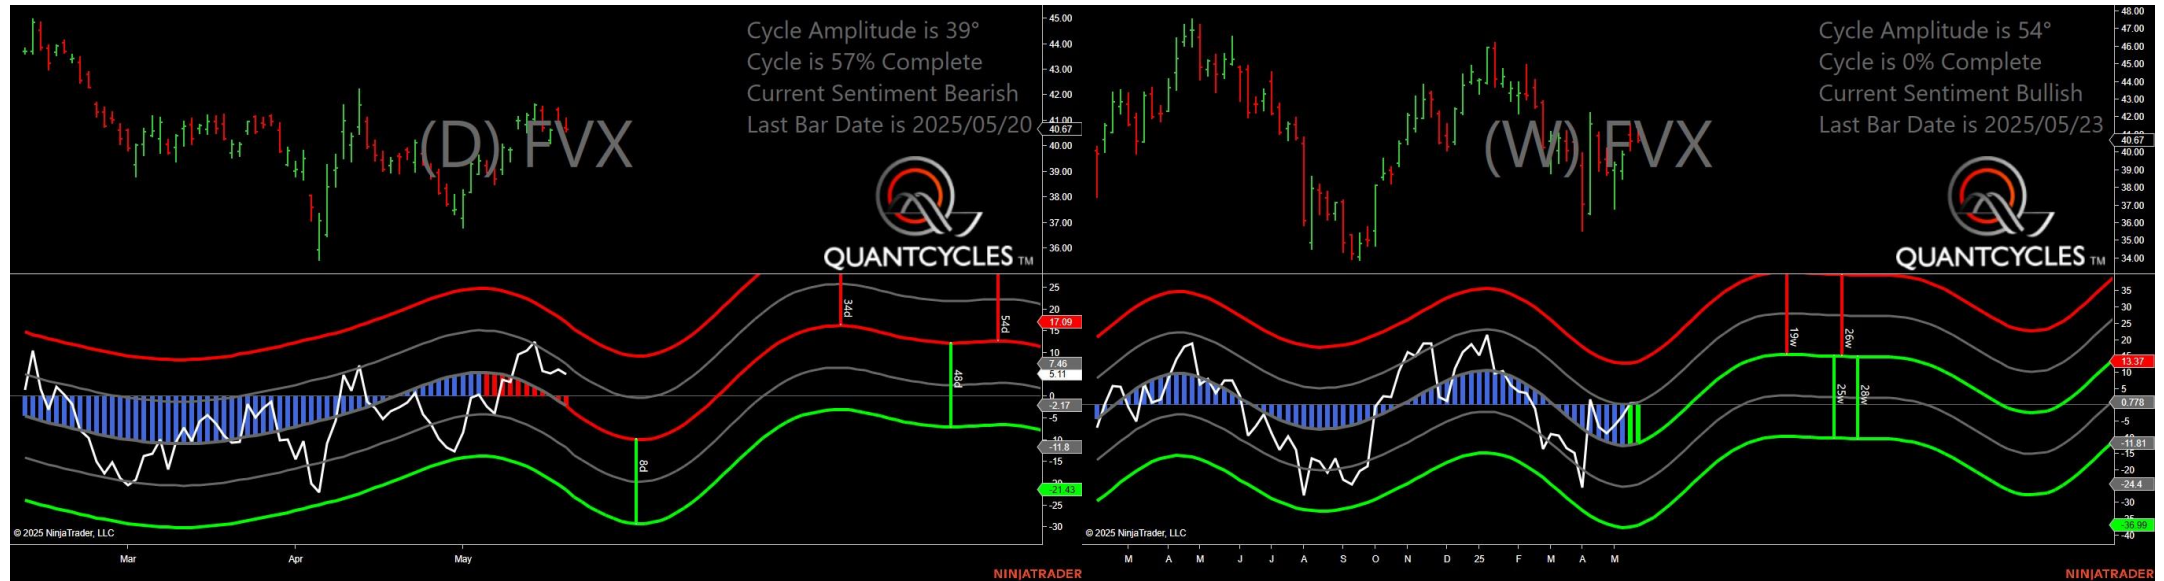 Cycle Amplitude is 39°
Cycle is 57% Complete
Current Sentiment Bearish
Last Bar Date is 2025/05/20
(D) FVX
QUANTCYCLES TM
45.00
44.00
43.00
42.00
41.00
40.67
40.00
39.00
38.00
37.00
36.00
34d
54d
48d
8d
25
20
17.09
15
10
7.46
5.11
0
-2.17
-5
-11.8
-15
-21.43
-25
-30
© 2025 NinjaTrader, LLC
Mar Apr May
NINJATRADER
Cycle Amplitude is 54°
Cycle is 0% Complete
Current Sentiment Bullish
Last Bar Date is 2025/05/23
(W) FVX
QUANTCYCLES TM
48.00
47.00
46.00
45.00
44.00
43.00
42.00
40.67
40.00
39.00
38.00
37.00
36.00
35.00
34.00
19w
26w
25w
28w
35
30
25
20
13.37
10
5
0.778
-5
-11.81
-15
-20
-24.4
-30
-36.99
-40
© 2025 NinjaTrader, LLC
M A M J J A S O N D 25 F M A M
NINJATRADER